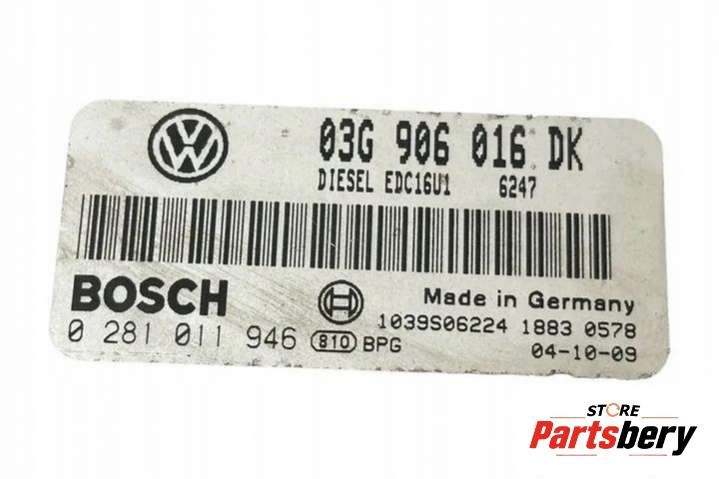 03G 906 016 DK
DIESEL EDC16U1 6247
BOSCH
Made in Germany
0 281 011 946 810 BPG
1039S06224 1883 0578
04-10-09
STORE
Partsbery